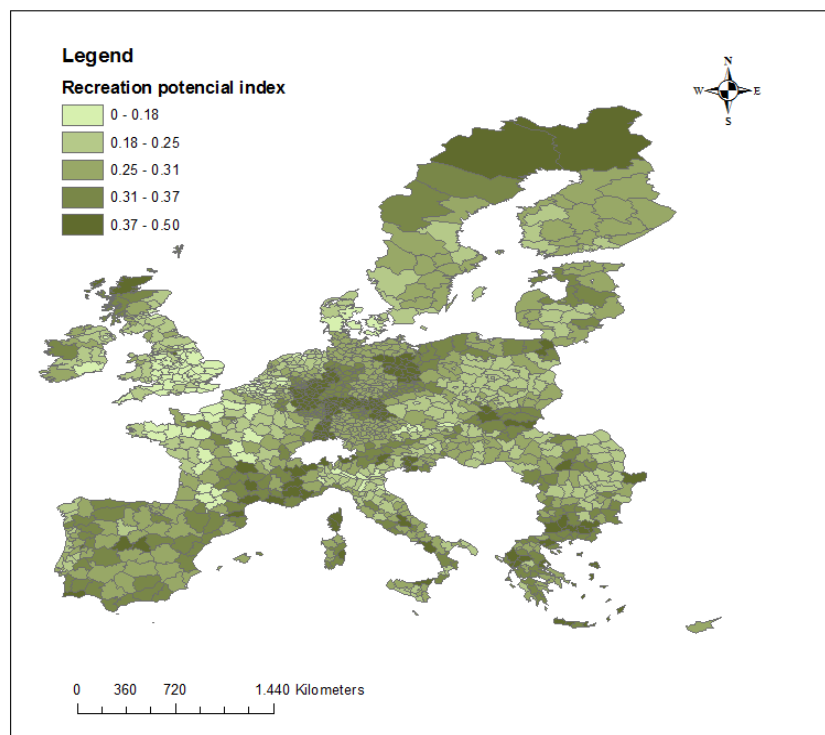 Legend
Recreation potencial index
0 - 0.18
0.18 - 0.25
0.25 - 0.31
0.31 - 0.37
0.37 - 0.50
N
W E
S
0 360 720 1.440 Kilometers